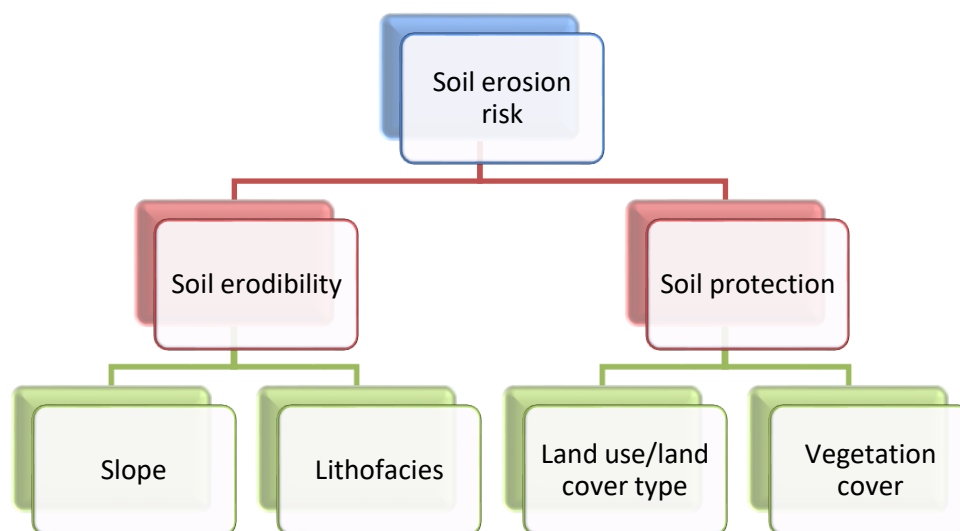 Soil erosion
risk
Soil erodibility
Soil protection
Slope
Lithofacies
Land use/land
cover type
Vegetation
cover